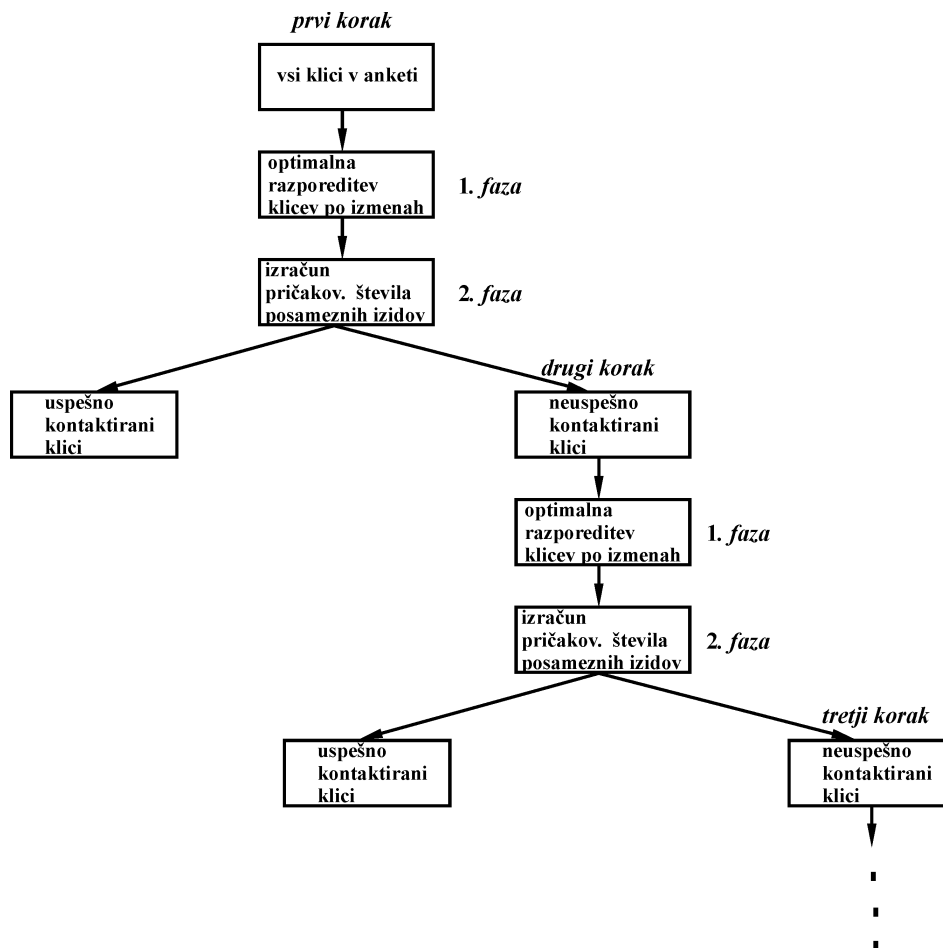 prvi korak
vsi klici v anketi
optimalna
razporeditev
klicev po izmenah
1. faza
izračun
pričakov. števila
posameznih izidov
2. faza
uspešno
kontaktirani
klici
drugi korak
neuspešno
kontaktirani
klici
optimalna
razporeditev
klicev po izmenah
1. faza
izračun
pričakov. števila
posameznih izidov
2. faza
uspešno
kontaktirani
klici
tretji korak
neuspešno
kontaktirani
klici